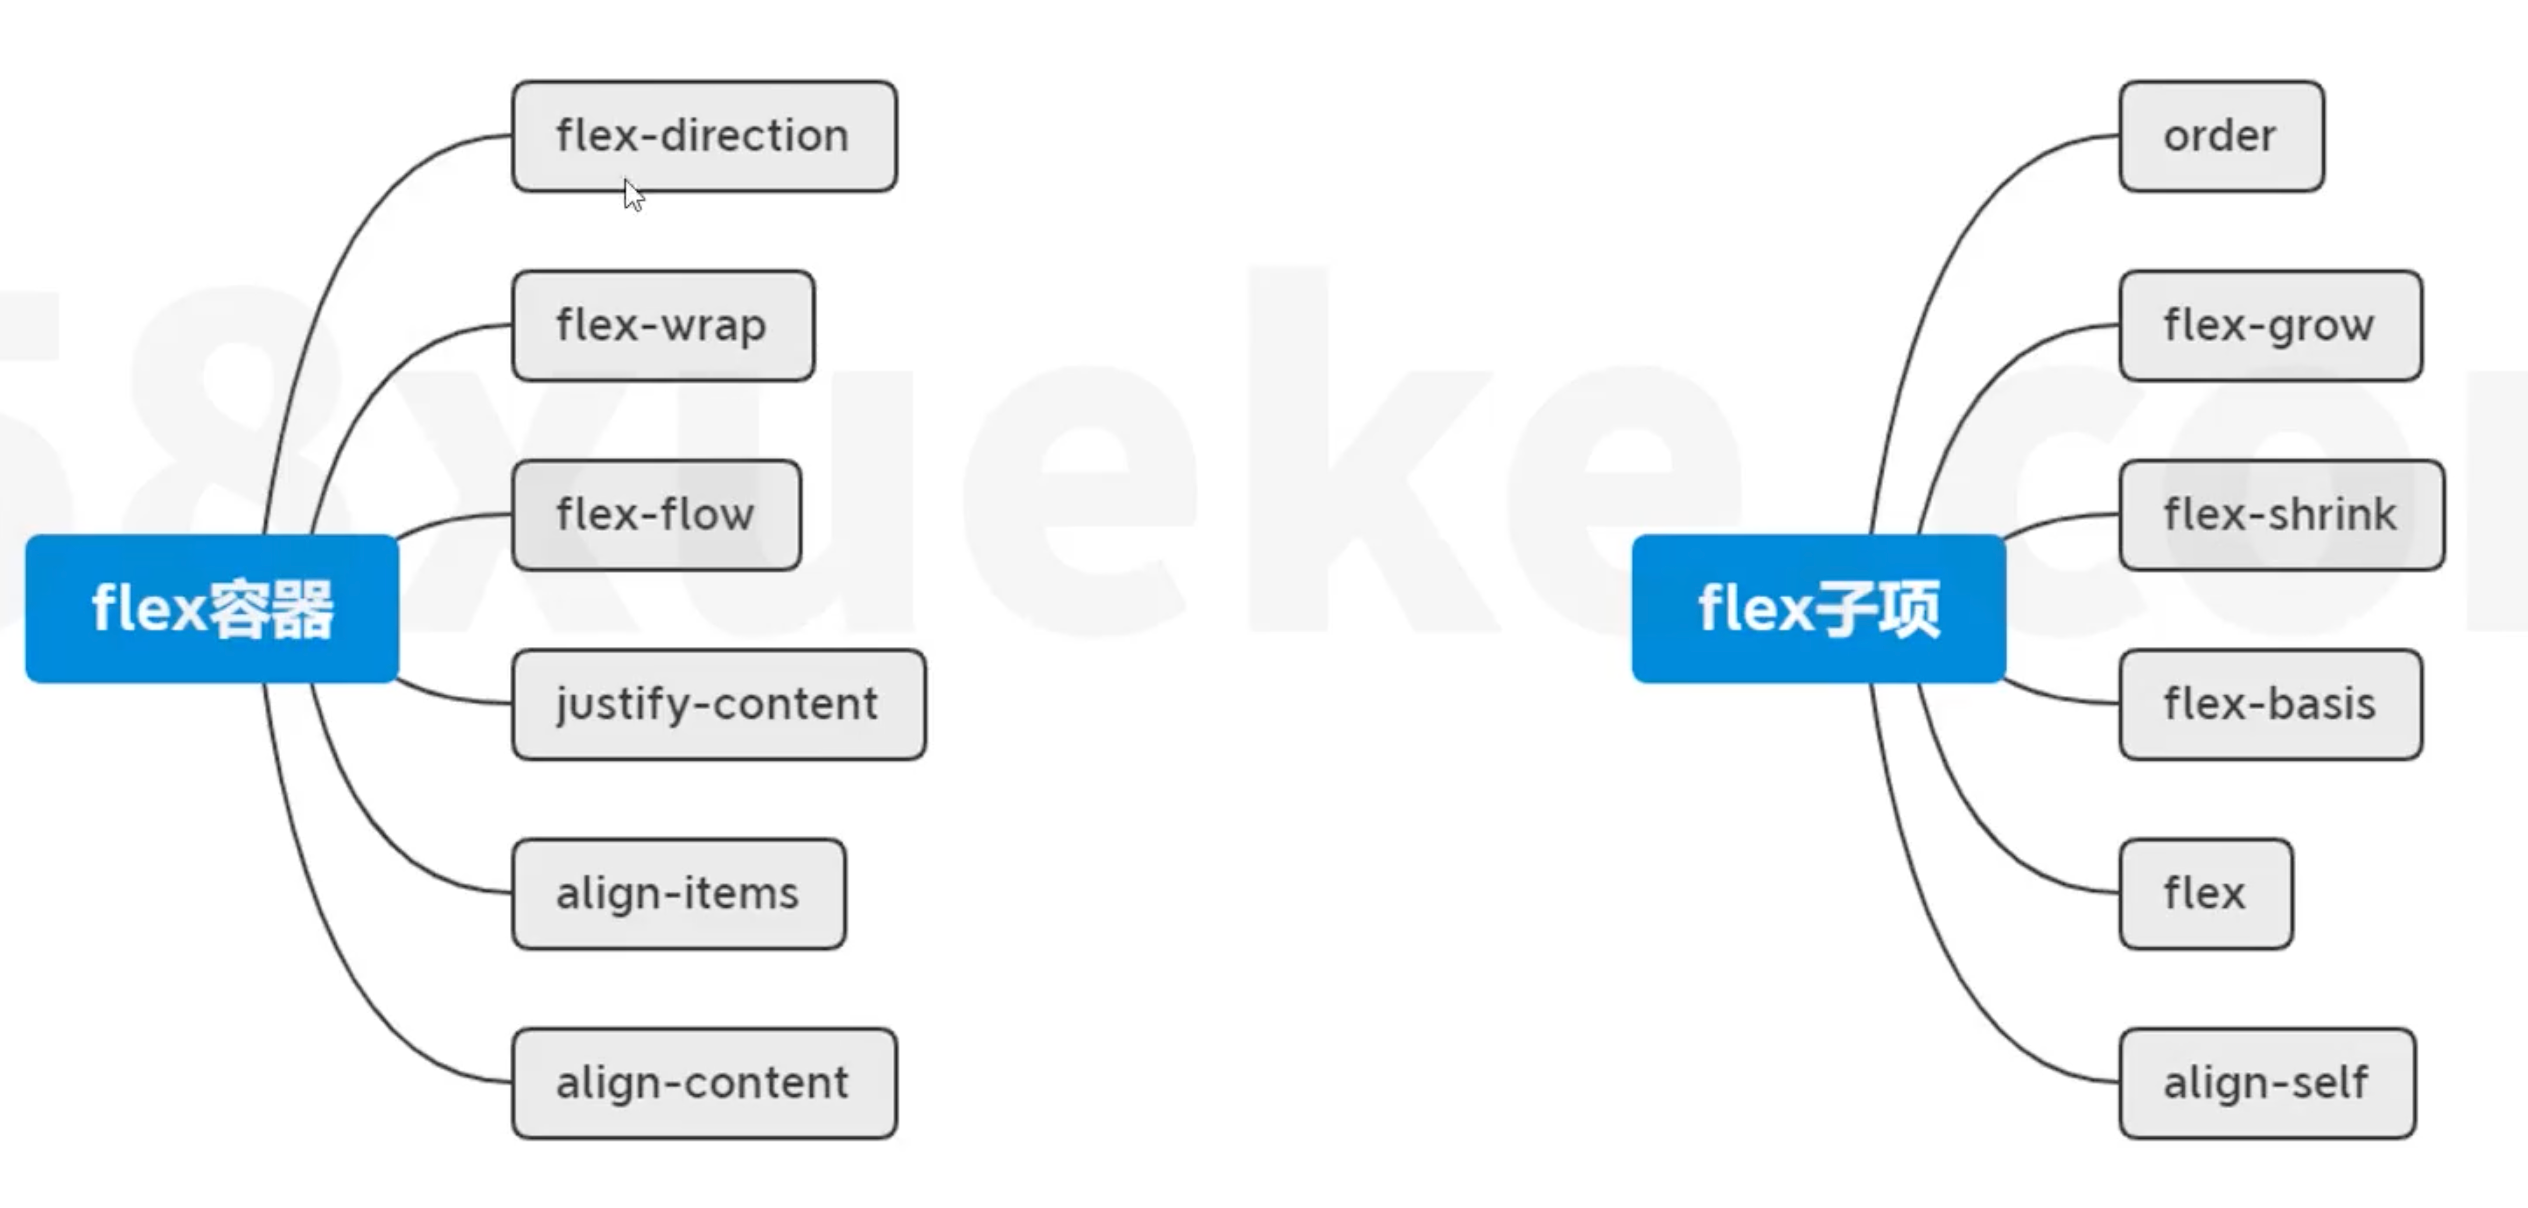 flex容器
flex-direction
flex-wrap
flex-flow
justify-content
align-items
align-content
flex子项
order
flex-grow
flex-shrink
flex-basis
flex
align-self
58xueke.com